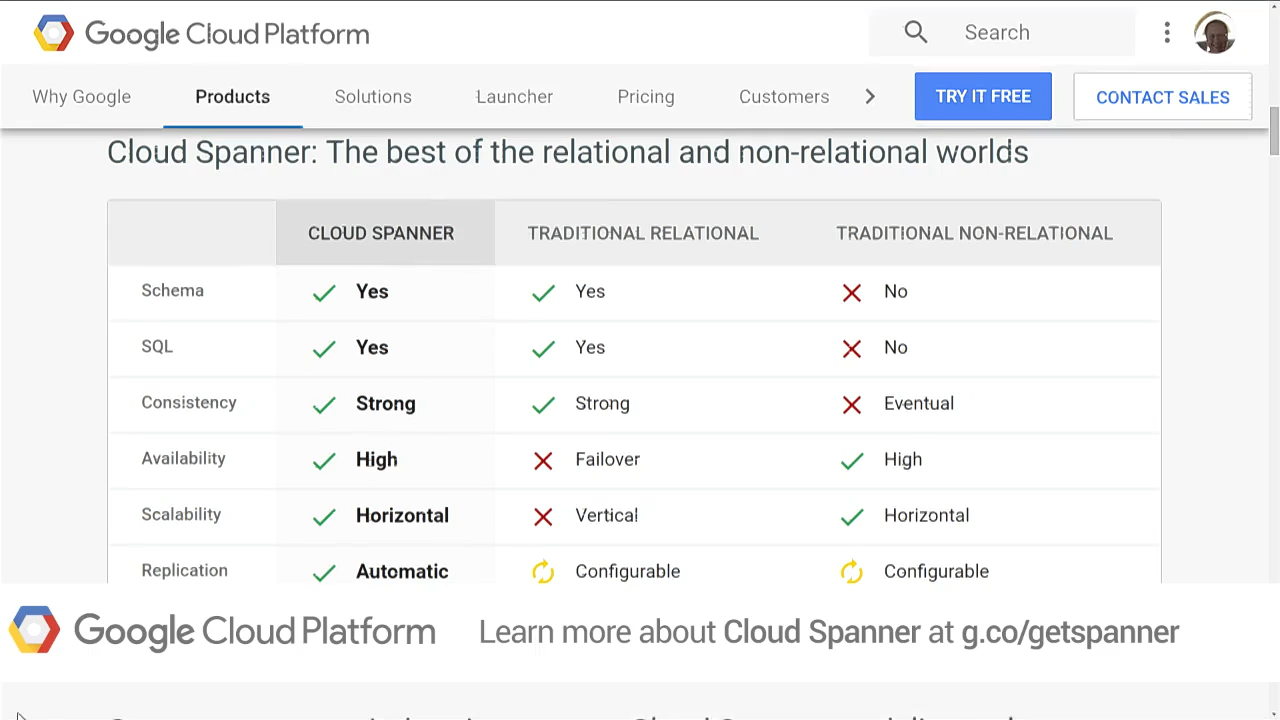 Google Cloud Platform
Search
Why Google Products Solutions Launcher Pricing Customers TRY IT FREE CONTACT SALES
Cloud Spanner: The best of the relational and non-relational worlds
CLOUD SPANNER TRADITIONAL RELATIONAL TRADITIONAL NON-RELATIONAL
Schema Yes Yes No
SQL Yes Yes No
Consistency Strong Strong Eventual
Availability High Failover High
Scalability Horizontal Vertical Horizontal
Replication Automatic Configurable Configurable
Google Cloud Platform Learn more about Cloud Spanner at g.co/getspanner